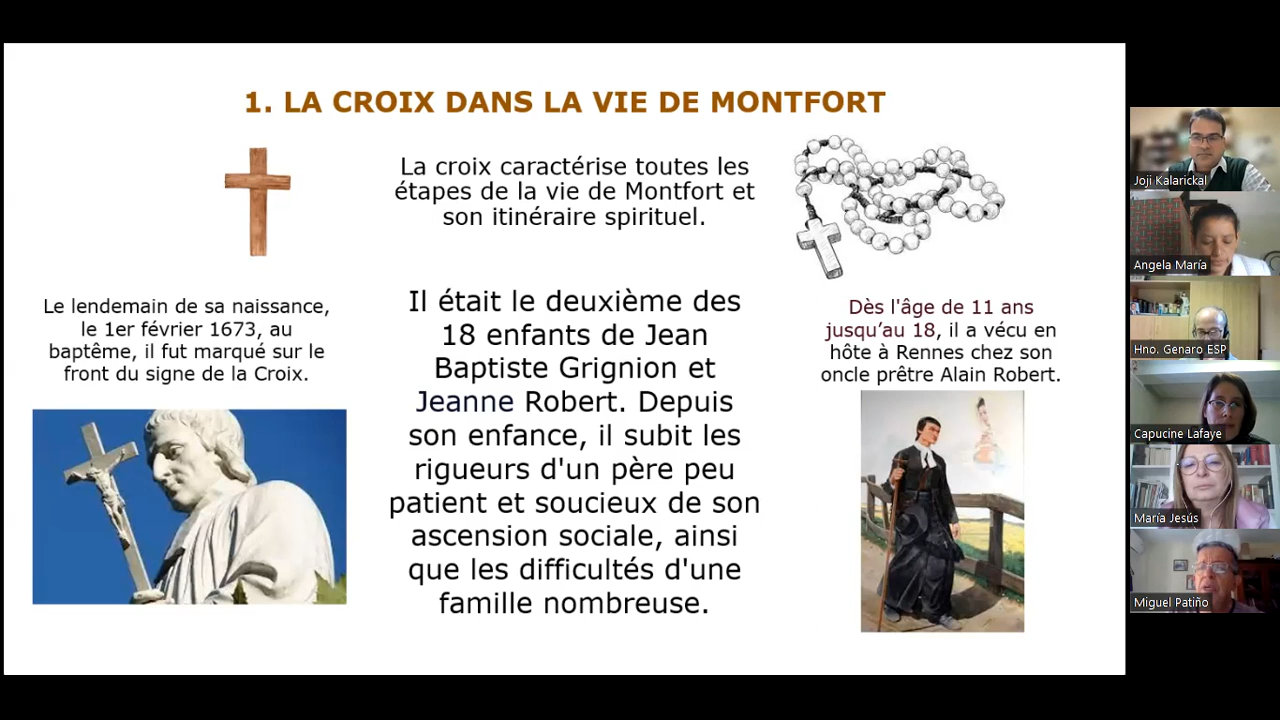 1. LA CROIX DANS LA VIE DE MONTFORT
La croix caractérise toutes les
étapes de la vie de Montfort et
son itinéraire spirituel.
Le lendemain de sa naissance,
le 1er février 1673, au
baptême, il fut marqué sur le
front du signe de la Croix.
Il était le deuxième des
18 enfants de Jean
Baptiste Grignion et
Jeanne Robert. Depuis
son enfance, il subit les
rigueurs d'un père peu
patient et soucieux de son
ascension sociale, ainsi
que les difficultés d'une
famille nombreuse.
Dès l'âge de 11 ans
jusqu’au 18, il a vécu en
hôte à Rennes chez son
oncle prêtre Alain Robert.
Joji Kalarickal
Angela María
Hno. Genaro ESP
Capucine Lafaye
María Jesús
Miguel Patiño